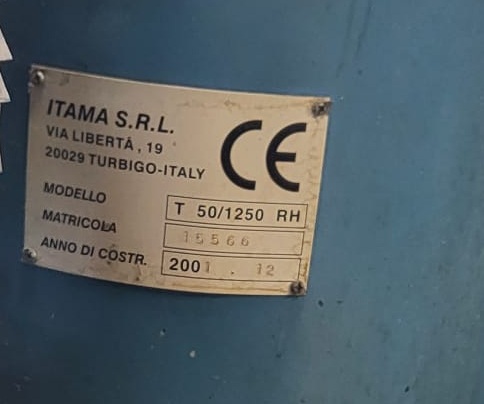 ITAMA S.R.L.
VIA LIBERTÀ, 19
20029 TURBIGO-ITALY
CE
MODELLO T 50/1250 RH
MATRICOLA 15566
ANNO DI COSTR. 2001.12